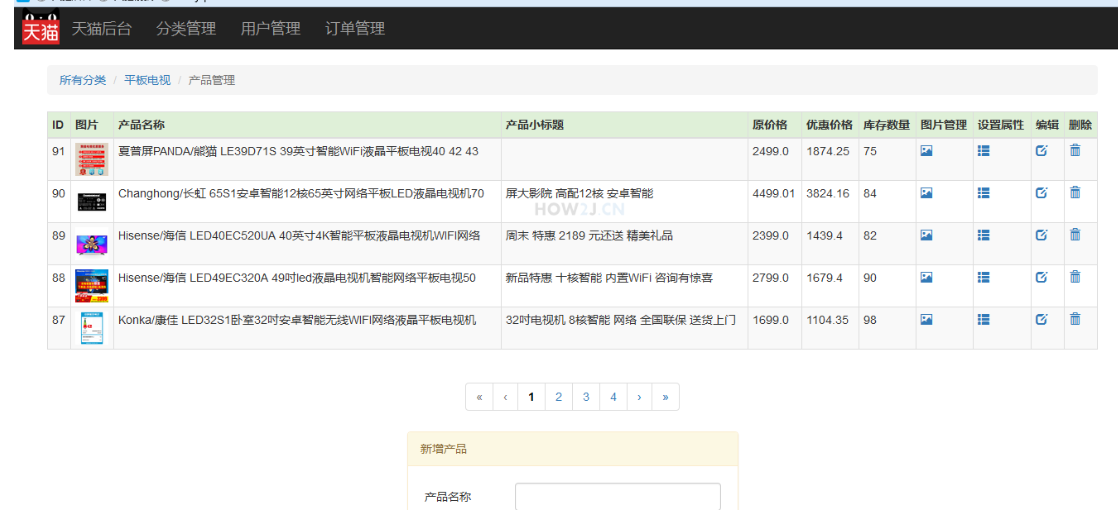 天猫 天猫后台 分类管理 用户管理 订单管理
所有分类 / 平板电视 / 产品管理
ID 图片 产品名称 产品小标题 原价格 优惠价格 库存数量 图片管理 设置属性 编辑 删除
91 夏普屏PANDA/熊猫 LE39D71S 39英寸智能WiFi液晶平板电视40 42 43 2499.0 1874.25 75
90 Changhong/长虹 65S1安卓智能12核65英寸网络平板LED液晶电视机70 屏大影院 高配12核 安卓智能 4499.01 3824.16 84
HOW2J.CN
89 Hisense/海信 LED40EC520UA 40英寸4K智能平板液晶电视机WIFI网络 周末 特惠 2189 元还送 精美礼品 2399.0 1439.4 82
88 Hisense/海信 LED49EC320A 49吋led液晶电视机智能网络平板电视50 新品特惠 十核智能 内置WiFi 咨询有惊喜 2799.0 1679.4 90
87 Konka/康佳 LED32S1卧室32吋安卓智能无线WIFI网络液晶平板电视机 32吋电视机 8核智能 网络 全国联保 送货上门 1699.0 1104.35 98
« ‹ 1 2 3 4 › »
新增产品
产品名称